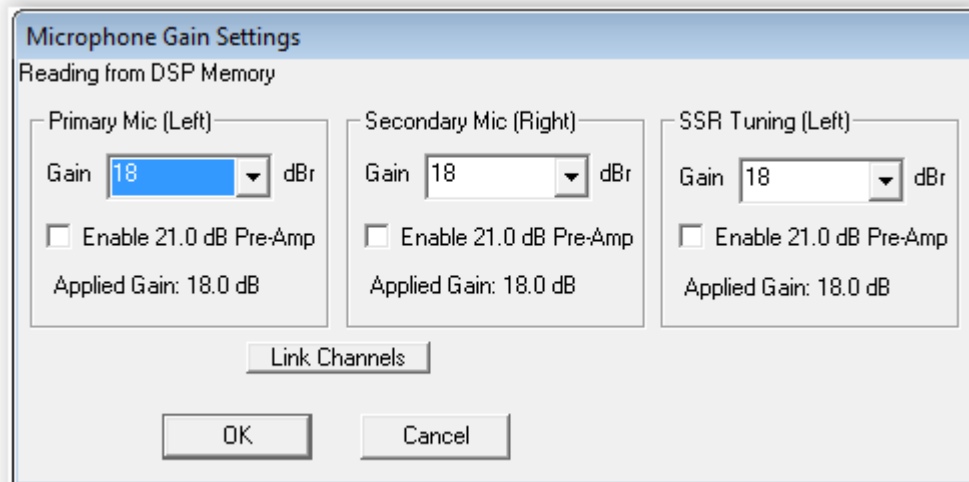 Microphone Gain Settings
Reading from DSP Memory
Primary Mic (Left)
Gain 18 dBr
Enable 21.0 dB Pre-Amp
Applied Gain: 18.0 dB
Secondary Mic (Right)
Gain 18 dBr
Enable 21.0 dB Pre-Amp
Applied Gain: 18.0 dB
SSR Tuning (Left)
Gain 18 dBr
Enable 21.0 dB Pre-Amp
Applied Gain: 18.0 dB
Link Channels
OK
Cancel